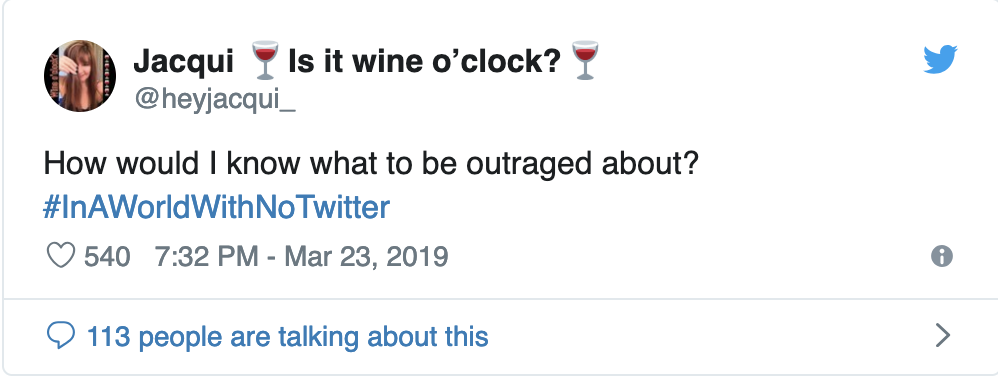 Jacqui 🍷 Is it wine o’clock? 🍷
@heyjacqui_
How would I know what to be outraged about?
#InAWorldWithNoTwitter
540 7:32 PM - Mar 23, 2019
113 people are talking about this